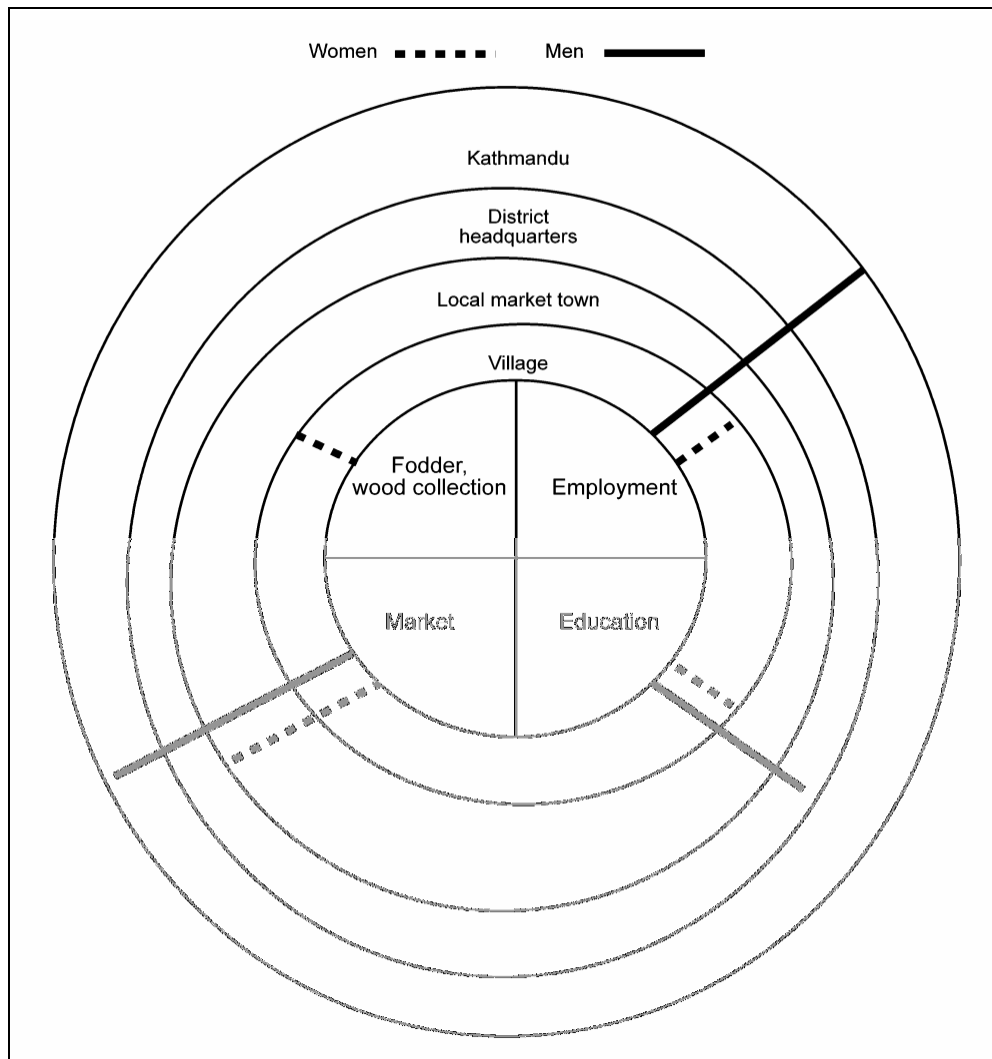 Women
Men
Kathmandu
District
headquarters
Local market town
Village
Fodder,
wood collection
Employment
Market
Education